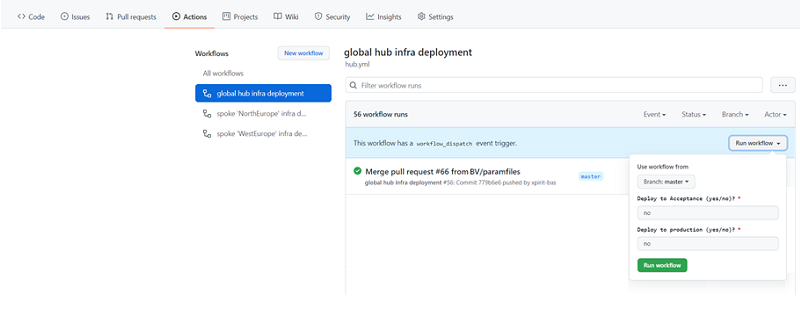 Code Issues Pull requests Actions Projects Wiki Security Insights Settings
Workflows New workflow
All workflows
global hub infra deployment
spoke 'NorthEurope' infra d...
spoke 'WestEurope' infra de...
global hub infra deployment
hub.yml
Filter workflow runs
...
56 workflow runs Event Status Branch Actor
This workflow has a workflow_dispatch event trigger. Run workflow
Merge pull request #66 from BV/paramfiles
global hub infra deployment #56: Commit 779b6e6 pushed by xpirit-bas
master
Use workflow from
Branch: master
Deploy to Acceptance (yes/no)? *
no
Deploy to production (yes/no)? *
no
Run workflow